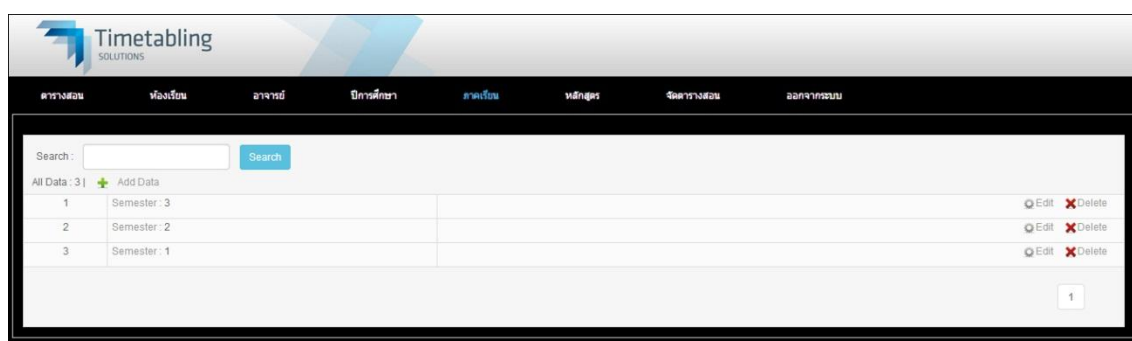 Timetabling
SOLUTIONS
ตารางสอน ห้องเรียน อาจารย์ ปีการศึกษา ภาคเรียน หลักสูตร จัดตารางสอน ออกจากระบบ
Search : Search
All Data : 3 | Add Data
1 Semester : 3 Edit Delete
2 Semester : 2 Edit Delete
3 Semester : 1 Edit Delete
1